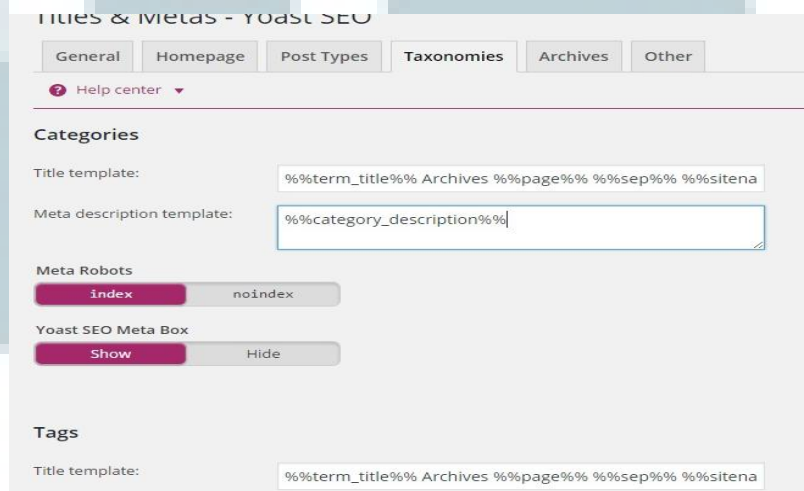 Titles & Metas - Yoast SEO
General Homepage Post Types Taxonomies Archives Other
? Help center
Categories
Title template: %%term_title%% Archives %%page%% %%sep%% %%sitena
Meta description template: %%category_description%%
Meta Robots
index noindex
Yoast SEO Meta Box
Show Hide
Tags
Title template: %%term_title%% Archives %%page%% %%sep%% %%sitena